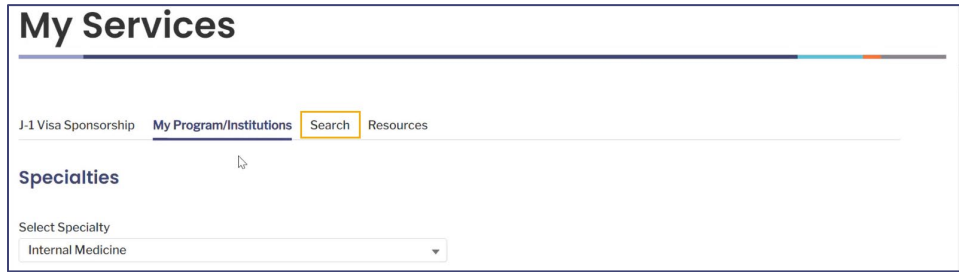 My Services
J-1 Visa Sponsorship My Program/Institutions Search Resources
Specialties
Select Specialty
Internal Medicine